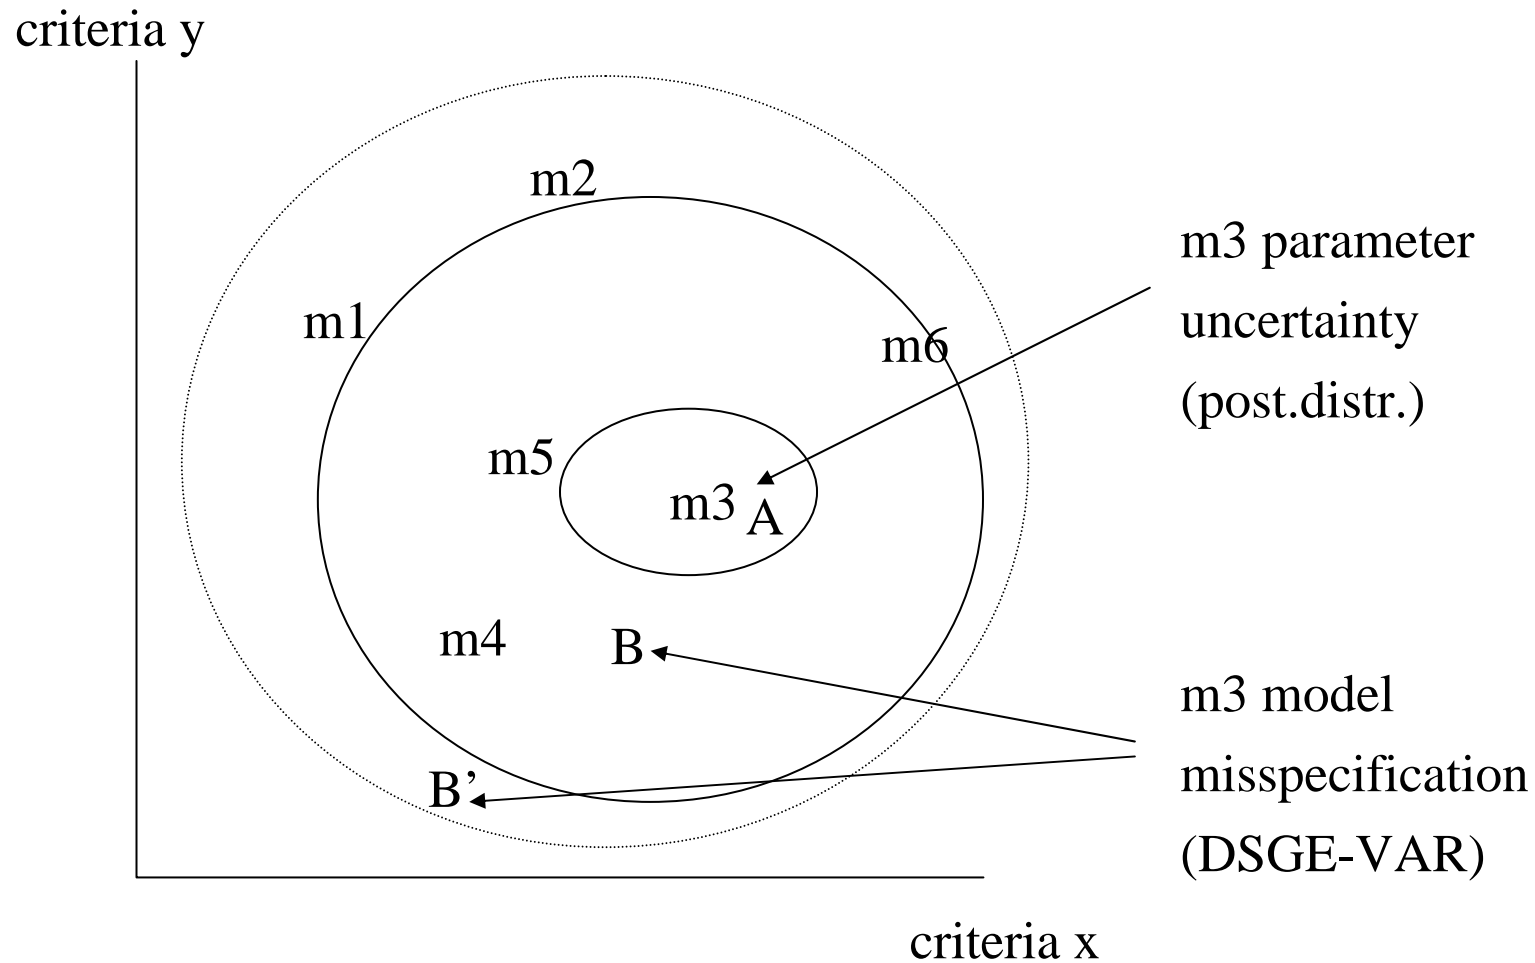 criteria y
m2
m1
m6
m5
m3
A
m4
B
B’
m3 parameter
uncertainty
(post.distr.)
m3 model
misspecification
(DSGE-VAR)
criteria x